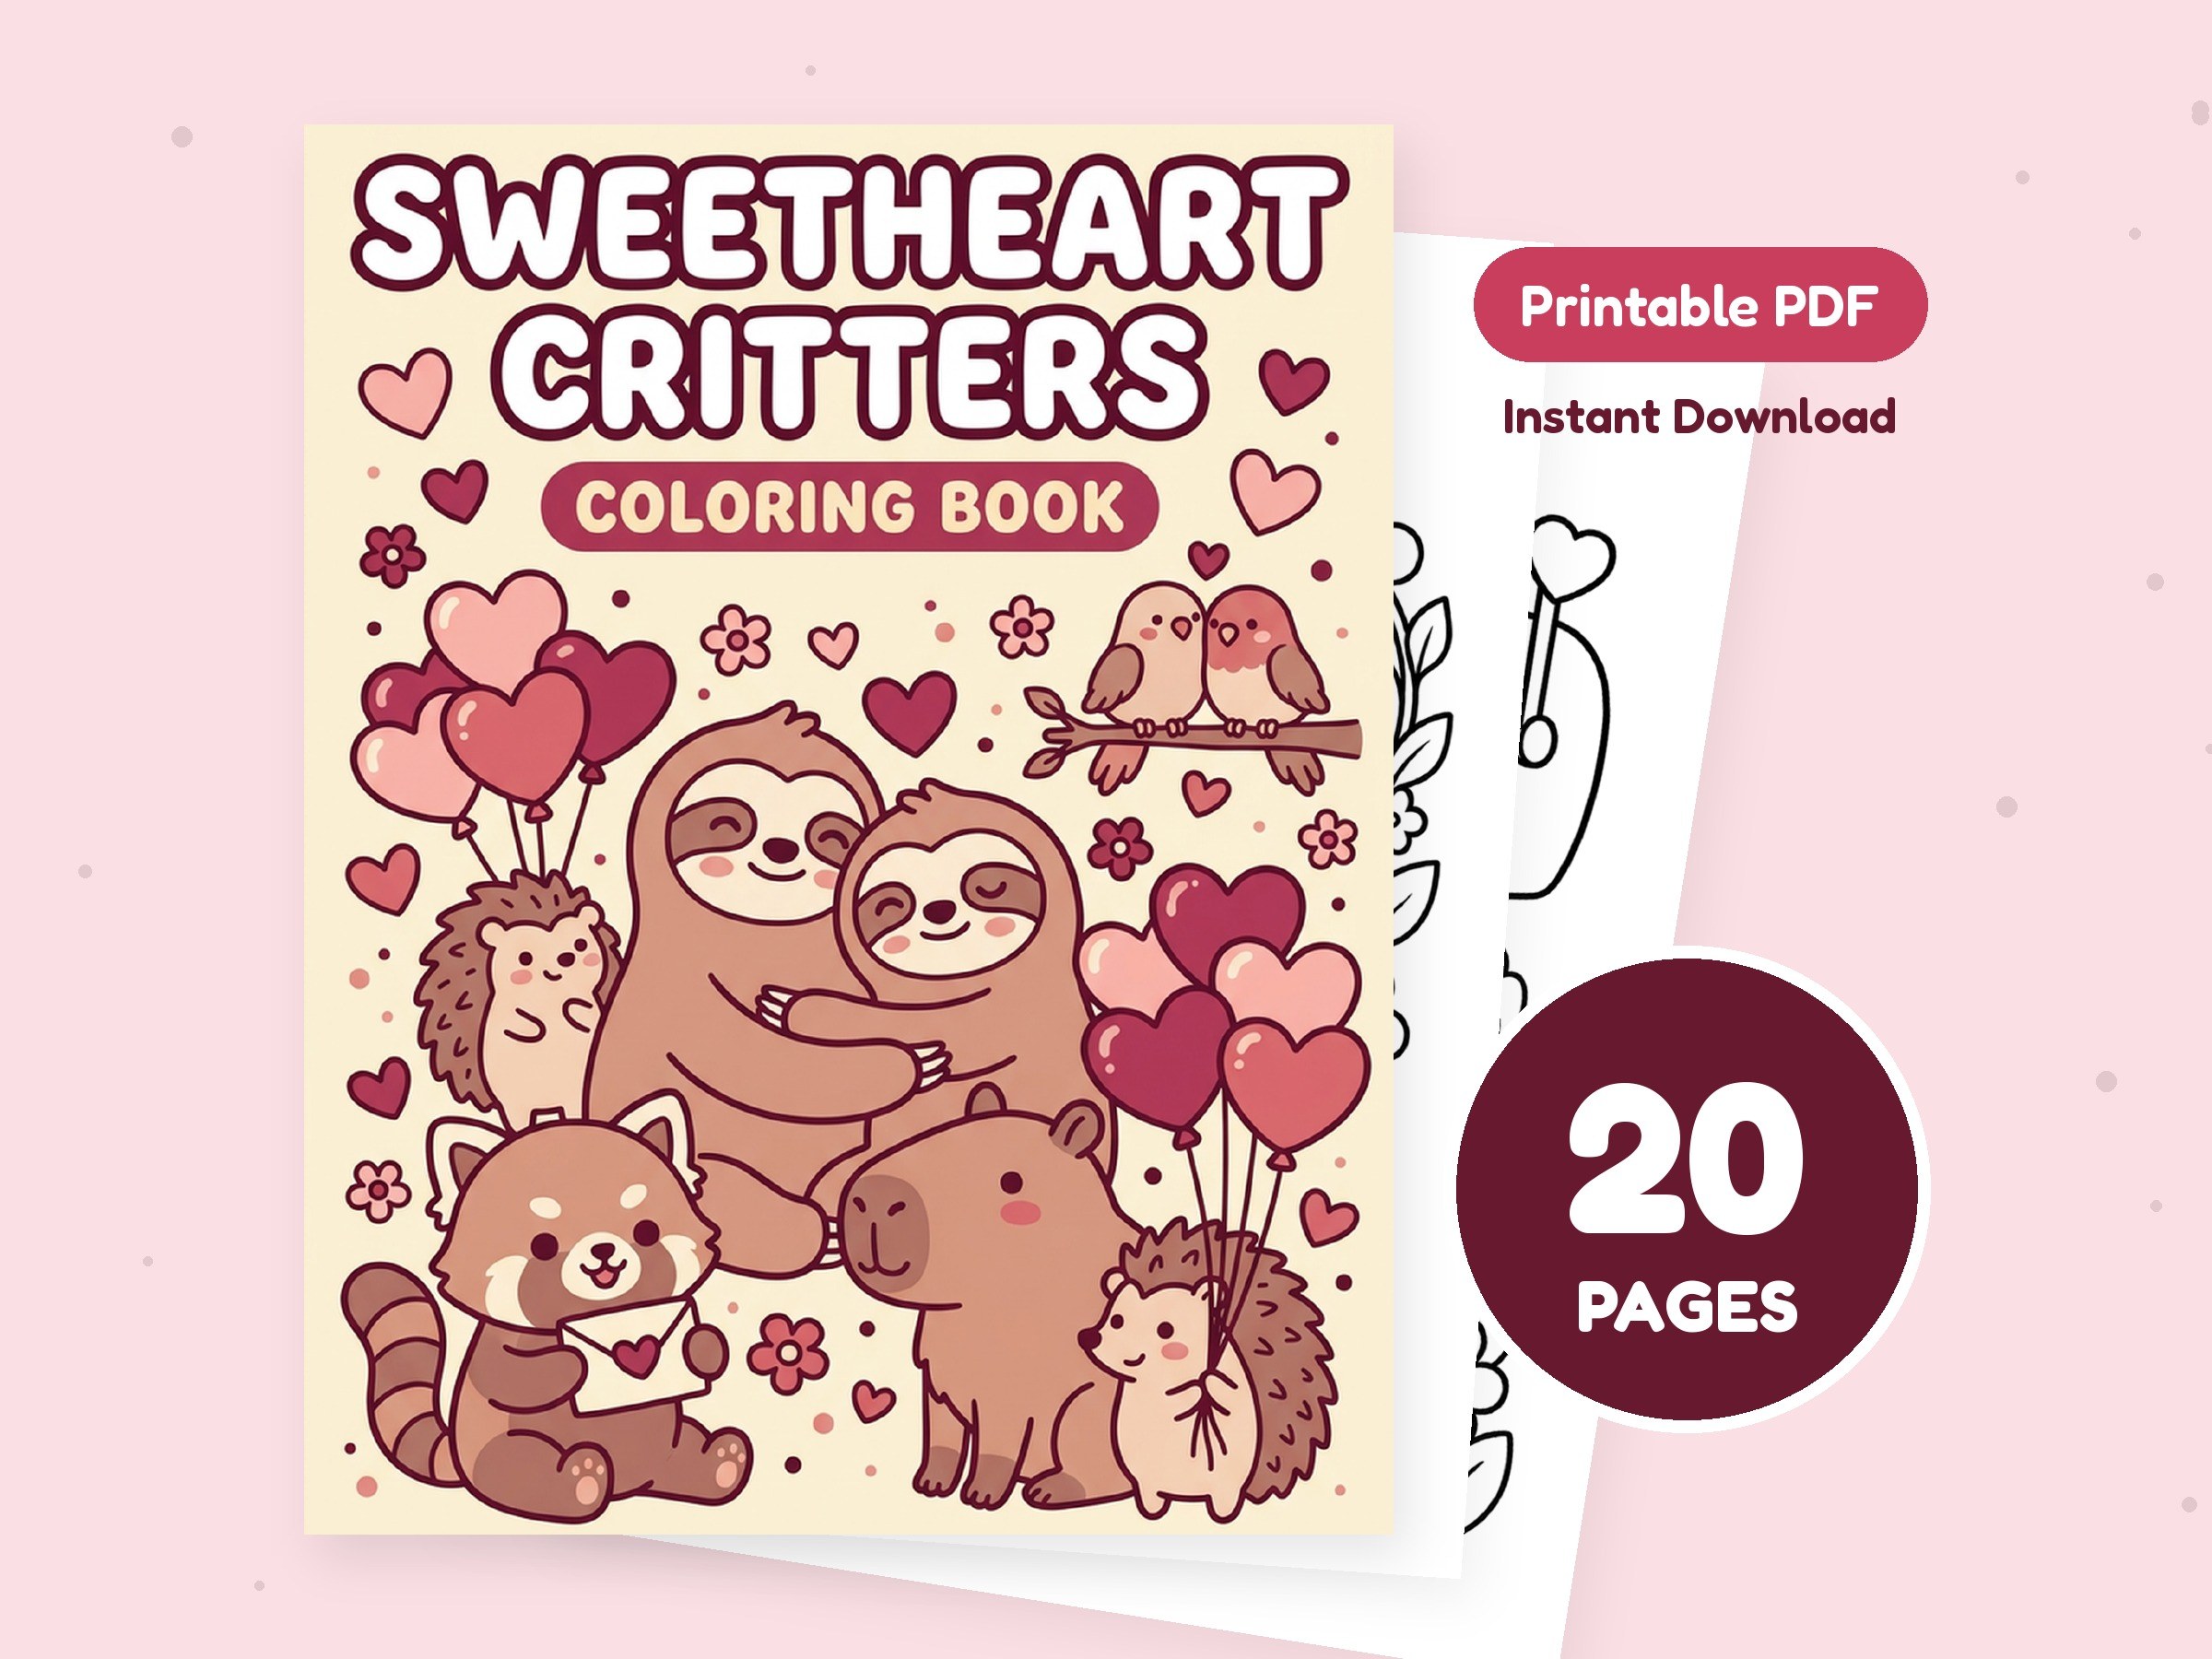 SWEETHEART
CRITTERS
COLORING BOOK
Printable PDF
Instant Download
20
PAGES